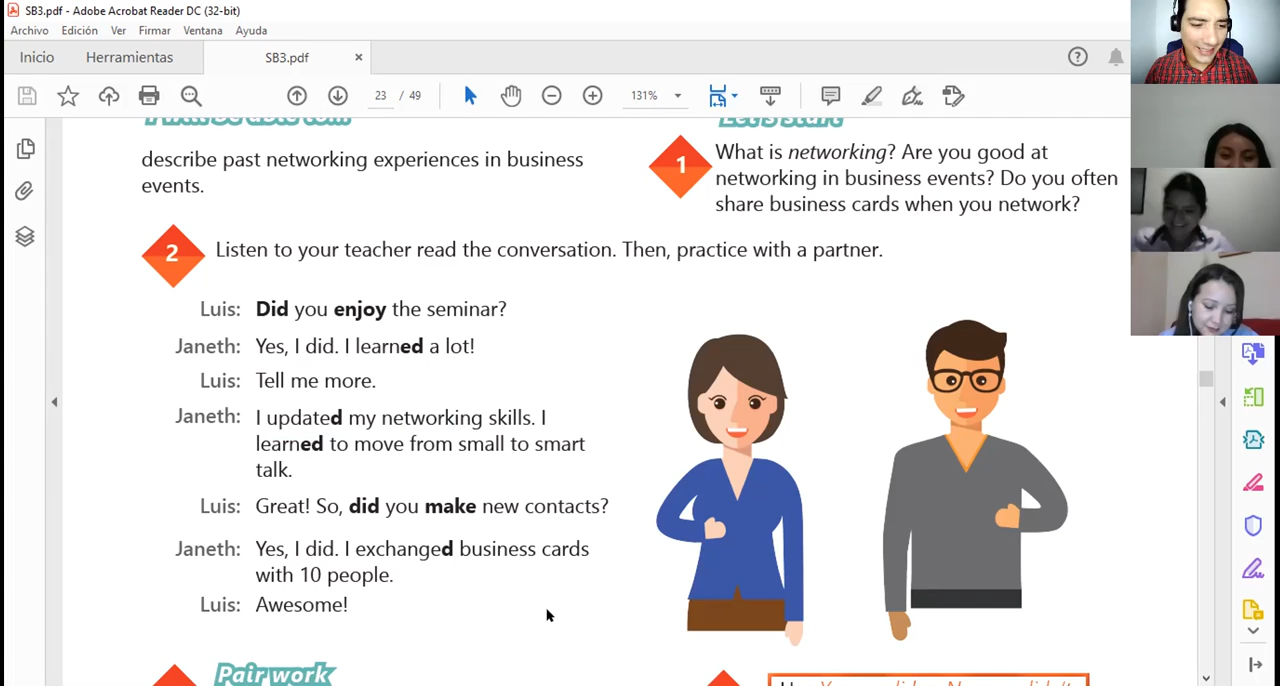 SB3.pdf - Adobe Acrobat Reader DC (32-bit)
Archivo Edición Ver Firmar Ventana Ayuda
Inicio Herramientas SB3.pdf ×
23 / 49 131%
describe past networking experiences in business
events.
Let's start
1 What is networking? Are you good at
networking in business events? Do you often
share business cards when you network?
2 Listen to your teacher read the conversation. Then, practice with a partner.
Luis: Did you enjoy the seminar?
Janeth: Yes, I did. I learned a lot!
Luis: Tell me more.
Janeth: I updated my networking skills. I
learned to move from small to smart
talk.
Luis: Great! So, did you make new contacts?
Janeth: Yes, I did. I exchanged business cards
with 10 people.
Luis: Awesome!
Pair work